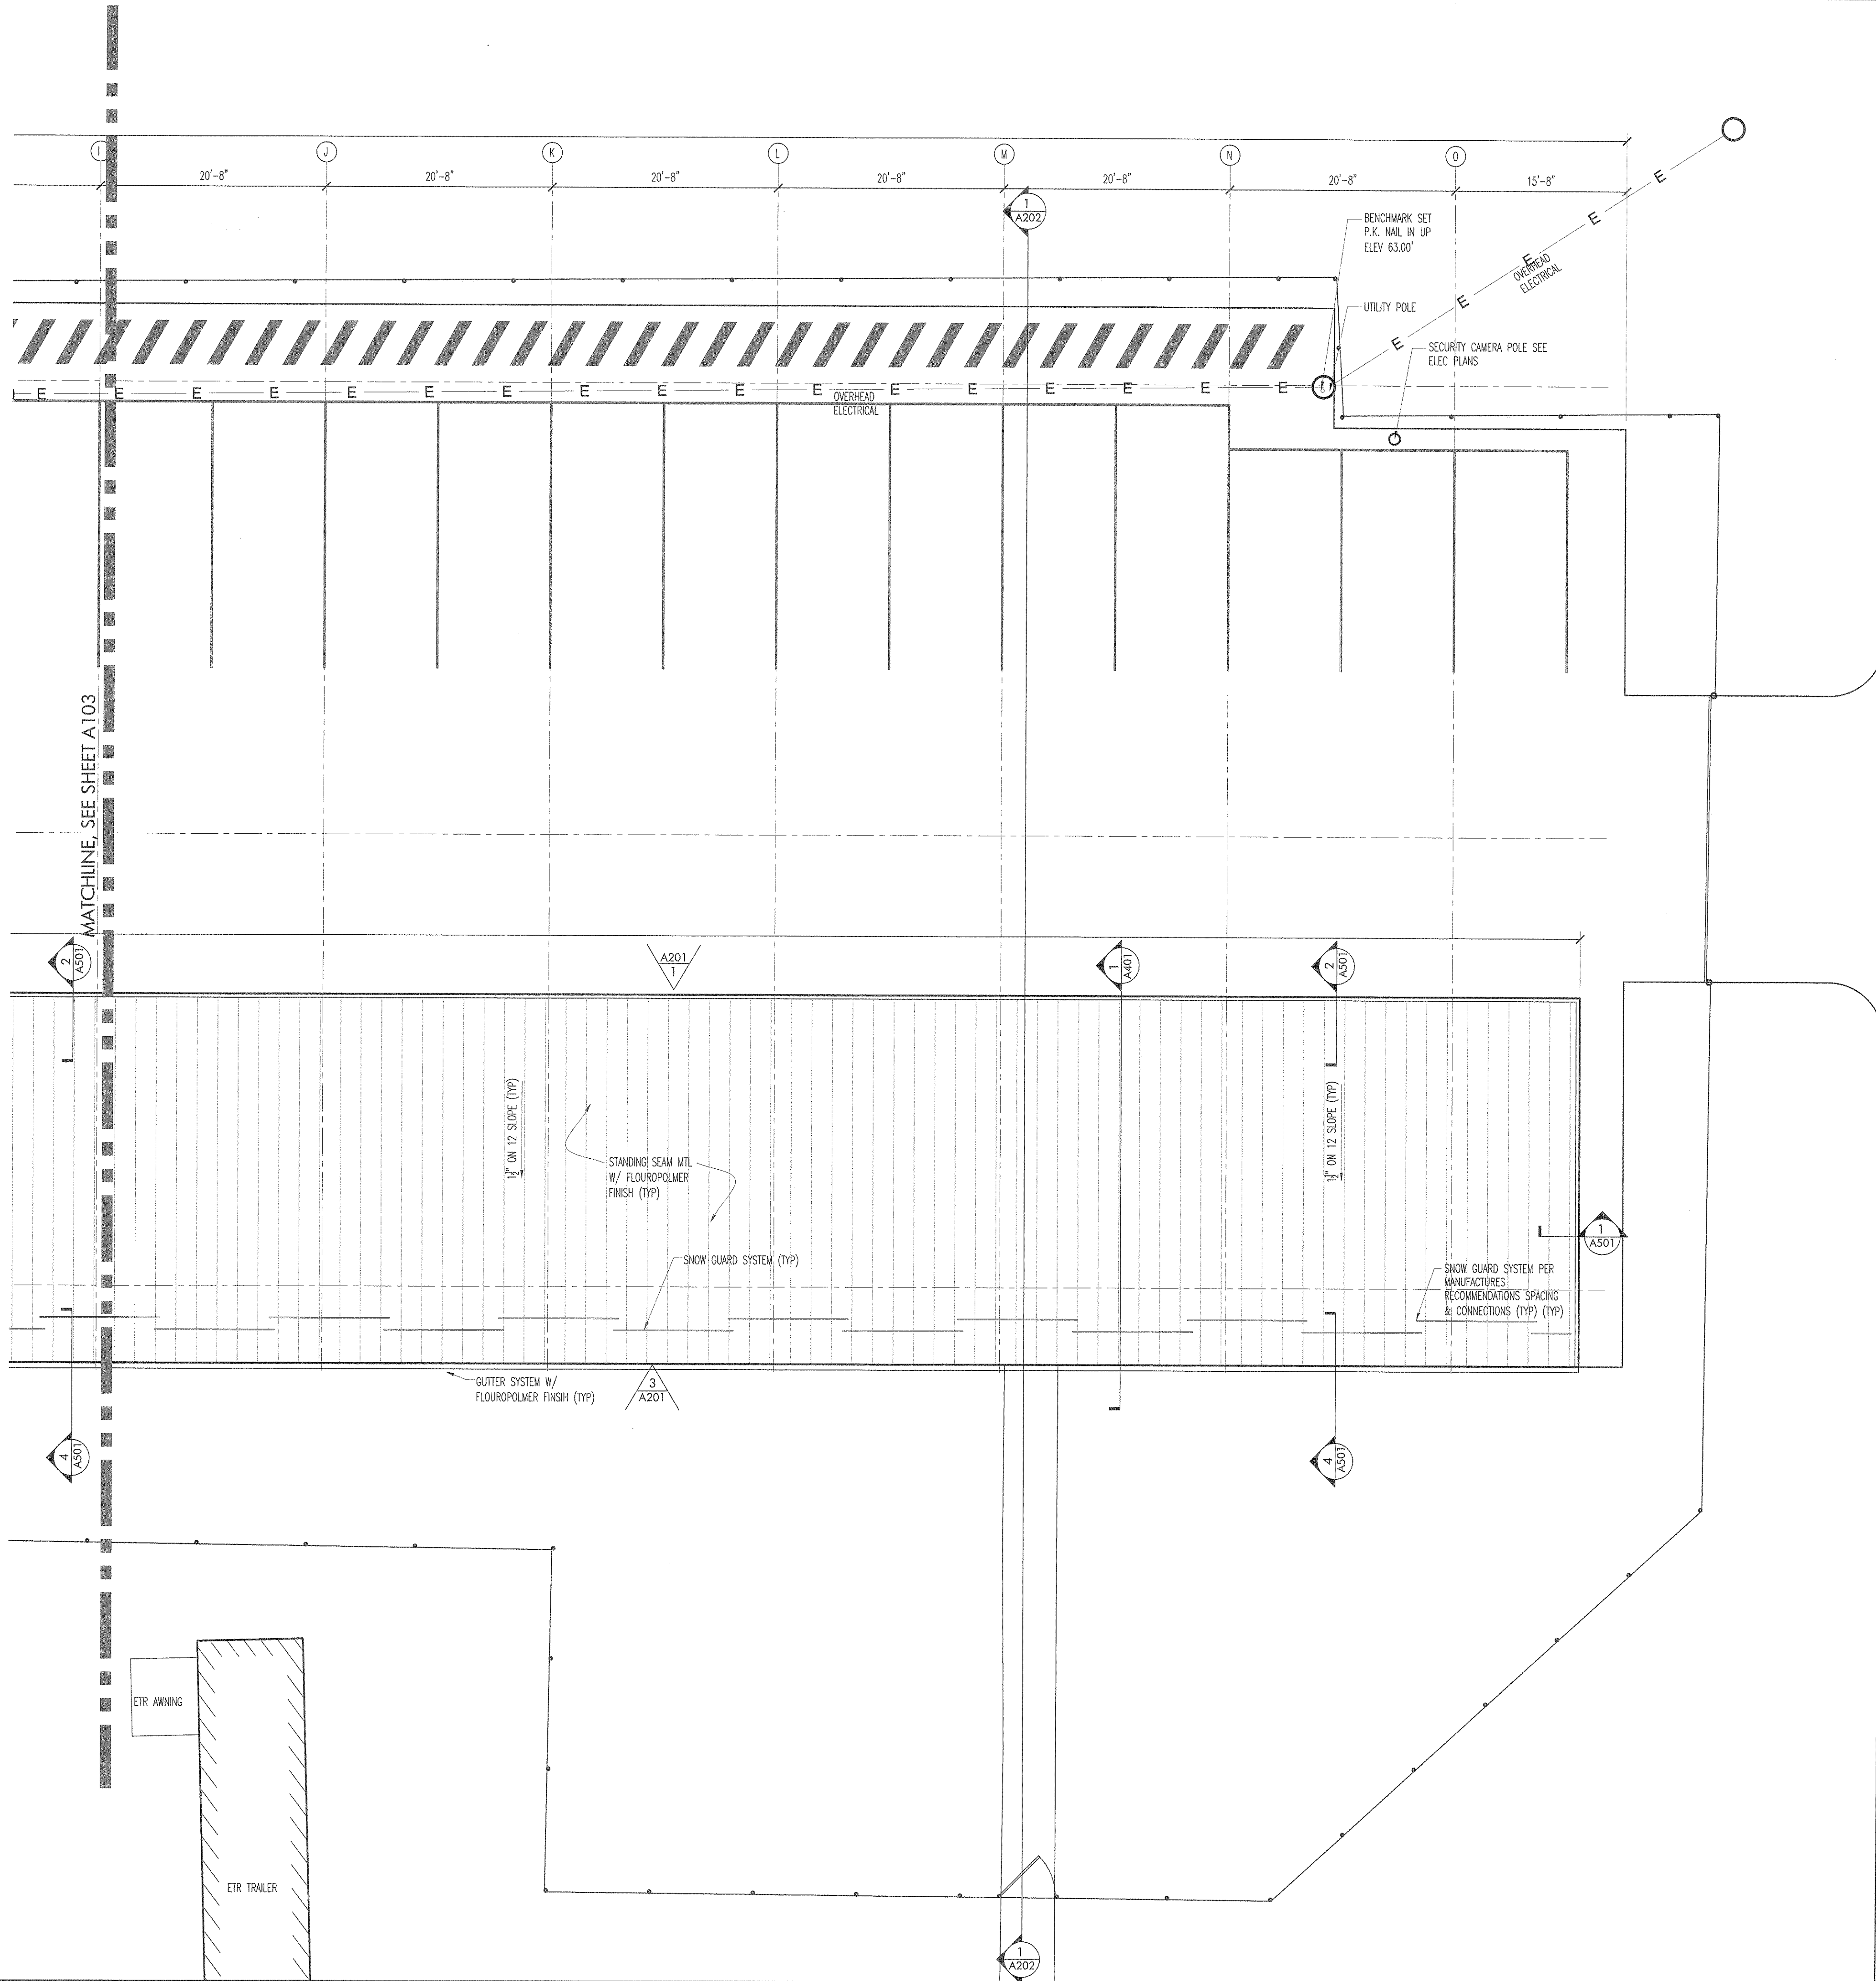 I
J
K
L
M
N
O
20'-8"
20'-8"
20'-8"
20'-8"
20'-8"
20'-8"
15'-8"
1
A202
BENCHMARK SET
P.K. NAIL IN UP
ELEV 63.00'
UTILITY POLE
SECURITY CAMERA POLE SEE
ELEC PLANS
E
E
E
E
E
OVERHEAD
ELECTRICAL
E E E E E E E E E E E E E E E E E
OVERHEAD
ELECTRICAL
MATCHLINE, SEE SHEET A103
2
A501
A201
1
1
A401
2
A501
1½" ON 12 SLOPE (TYP)
STANDING SEAM MTL
W/ FLOUROPOLMER
FINISH (TYP)
1½" ON 12 SLOPE (TYP)
1
A501
SNOW GUARD SYSTEM (TYP)
SNOW GUARD SYSTEM PER
MANUFACTURES
RECOMMENDATIONS SPACING
& CONNECTIONS (TYP) (TYP)
GUTTER SYSTEM W/
FLOUROPOLMER FINSIH (TYP)
3
A201
4
A501
4
A501
ETR AWNING
ETR TRAILER
1
A202